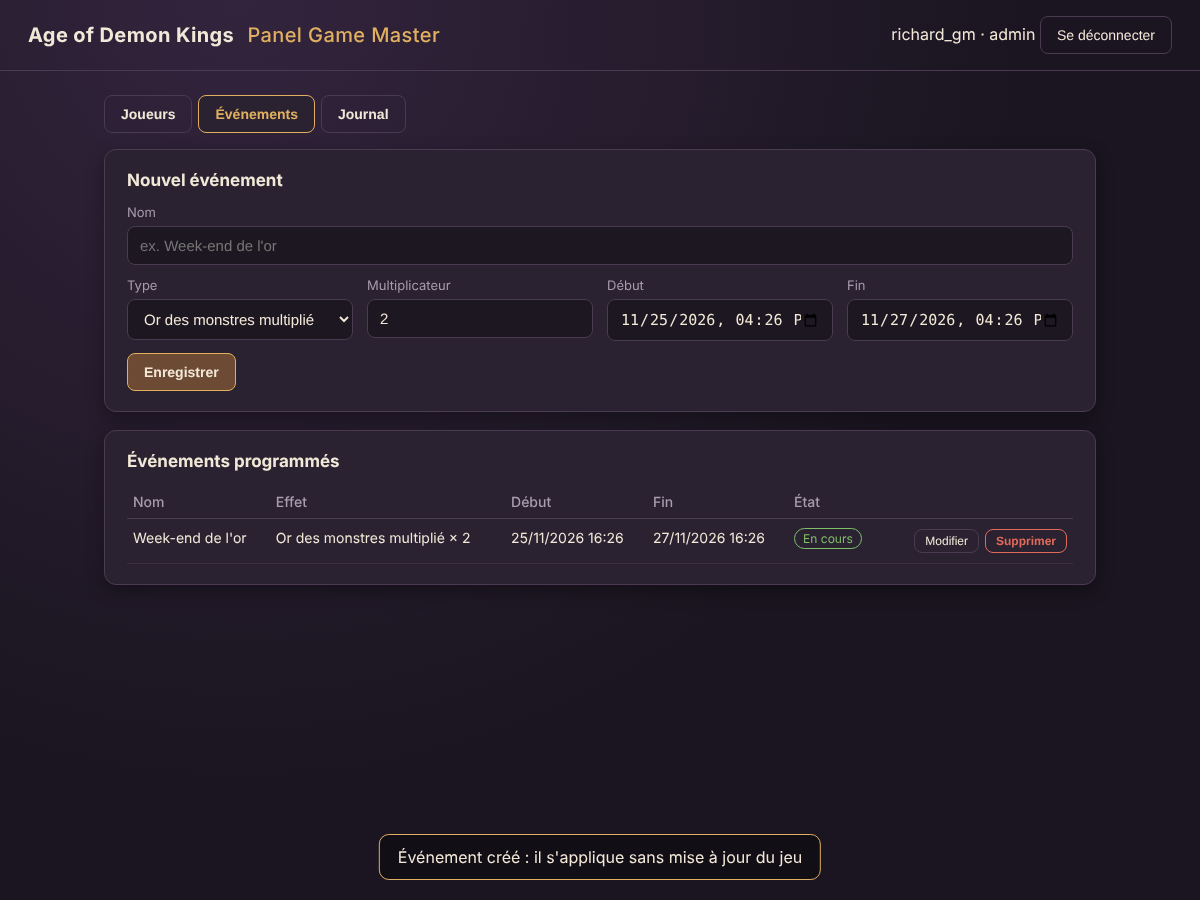 Age of Demon Kings Panel Game Master
richard_gm · admin Se déconnecter
Joueurs Événements Journal
Nouvel événement
Nom
ex. Week-end de l'or
Type Multiplicateur Début Fin
Or des monstres multiplié 2 11/25/2026, 04:26 P 11/27/2026, 04:26 P
Enregistrer
Événements programmés
Nom Effet Début Fin État
Week-end de l'or Or des monstres multiplié × 2 25/11/2026 16:26 27/11/2026 16:26 En cours Modifier Supprimer
Événement créé : il s'applique sans mise à jour du jeu